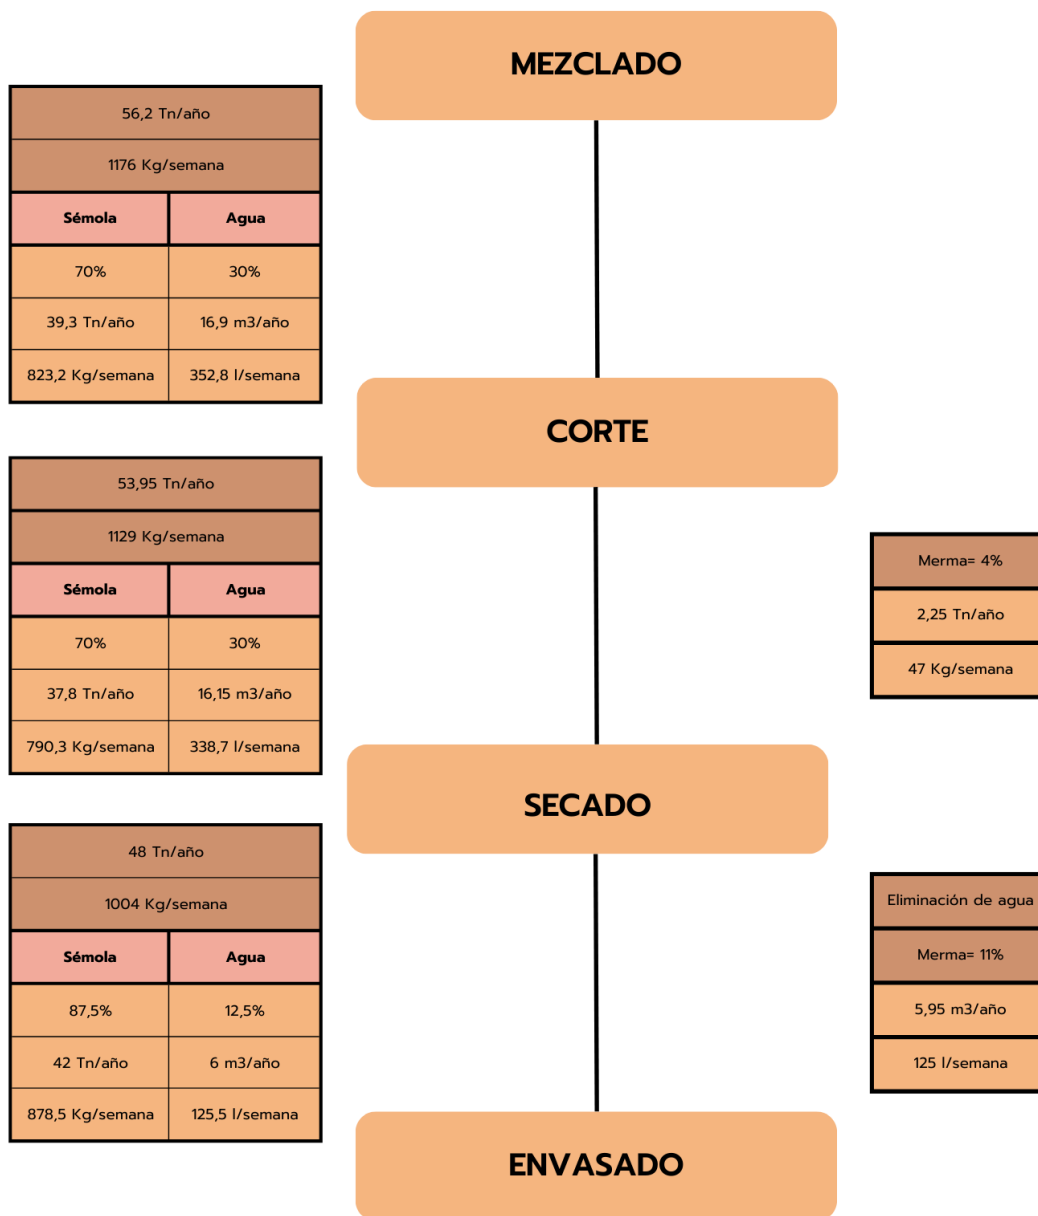 MEZCLADO
56,2 Tn/año
1176 Kg/semana
Sémola Agua
70% 30%
39,3 Tn/año 16,9 m3/año
823,2 Kg/semana 352,8 l/semana
CORTE
53,95 Tn/año
1129 Kg/semana
Sémola Agua
70% 30%
37,8 Tn/año 16,15 m3/año
790,3 Kg/semana 338,7 l/semana
Merma= 4%
2,25 Tn/año
47 Kg/semana
SECADO
48 Tn/año
1004 Kg/semana
Sémola Agua
87,5% 12,5%
42 Tn/año 6 m3/año
878,5 Kg/semana 125,5 l/semana
Eliminación de agua
Merma= 11%
5,95 m3/año
125 l/semana
ENVASADO